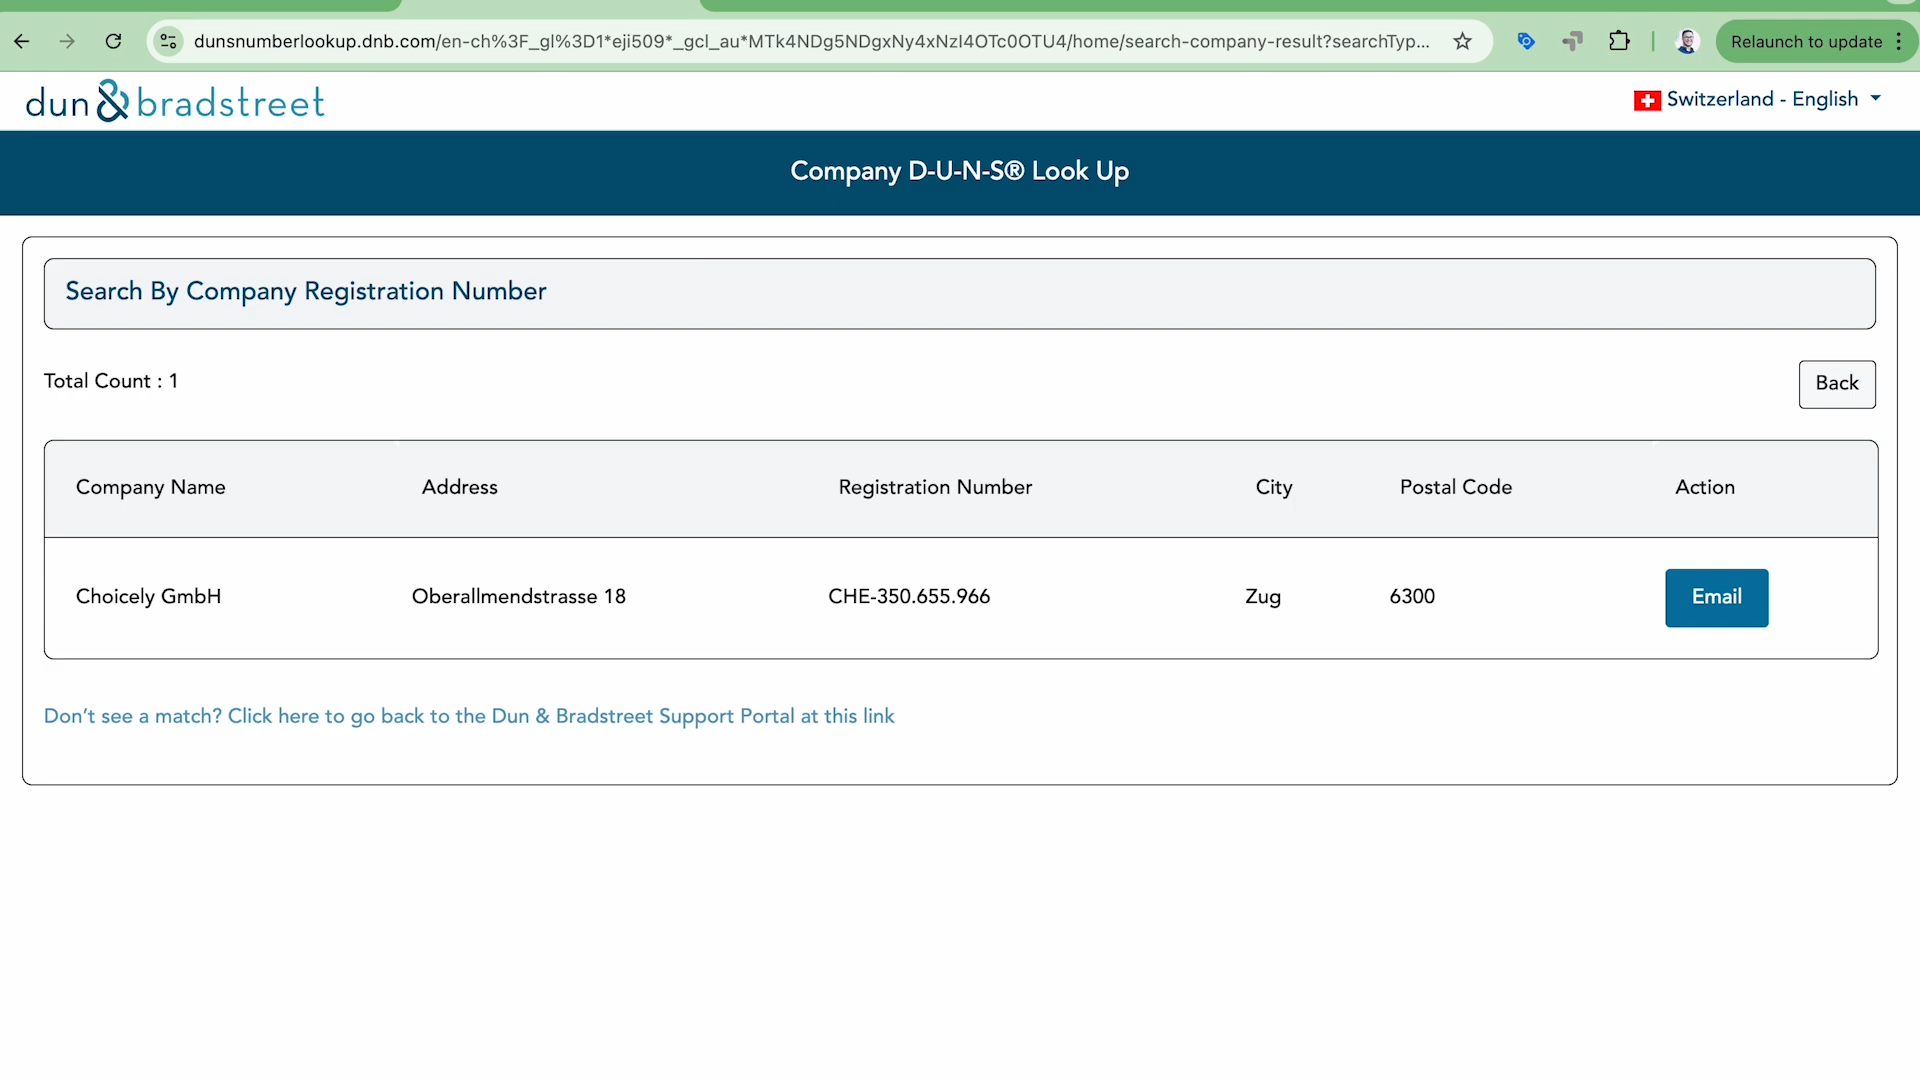 dunsnumberlookup.dnb.com/en-ch%3F_gl%3D1*eji509*_gcl_au*MTk4NDg5NDgxNy4xNzI4OTc0OTU4/home/search-company-result?searchTyp...
Relaunch to update
dun & bradstreet
Switzerland - English
Company D-U-N-S® Look Up
Search By Company Registration Number
Total Count : 1
Back
Company Name Address Registration Number City Postal Code Action
Choicely GmbH Oberallmendstrasse 18 CHE-350.655.966 Zug 6300 Email
Don’t see a match? Click here to go back to the Dun & Bradstreet Support Portal at this link